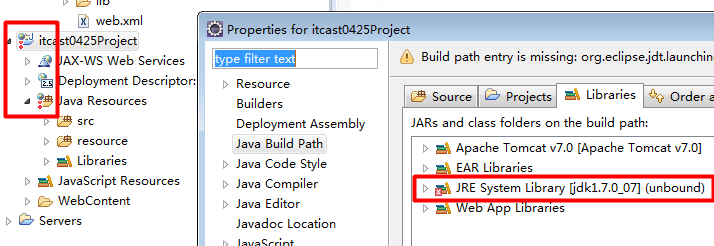 lib
web.xml
itcast0425Project
JAX-WS Web Services
Deployment Descriptor:
Java Resources
src
resource
Libraries
JavaScript Resources
WebContent
Servers
Properties for itcast0425Project
type filter text
Resource
Builders
Deployment Assembly
Java Build Path
Java Code Style
Java Compiler
Java Editor
Javadoc Location
JavaScript
Build path entry is missing: org.eclipse.jdt.launchin
Source
Projects
Libraries
Order a
JARs and class folders on the build path:
Apache Tomcat v7.0 [Apache Tomcat v7.0]
EAR Libraries
JRE System Library [jdk1.7.0_07] (unbound)
Web App Libraries